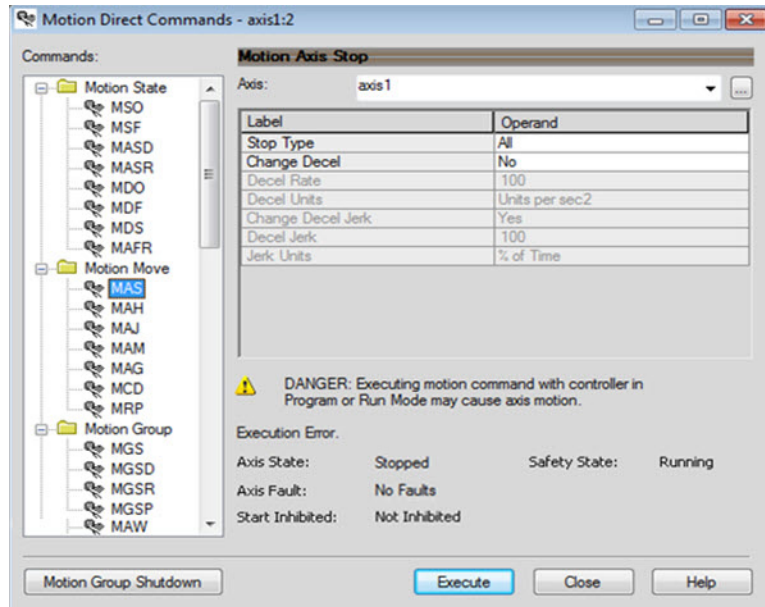 Motion Direct Commands - axis1:2
Commands:
Motion State
MSO
MSF
MASD
MASR
MDO
MDF
MDS
MAFR
Motion Move
MAS
MAH
MAJ
MAM
MAG
MCD
MRP
Motion Group
MGS
MGSD
MGSR
MGSP
MAW
Motion Axis Stop
Axis: axis1 ...
Label Operand
Stop Type All
Change Decel No
Decel Rate 100
Decel Units Units per sec2
Change Decel Jerk Yes
Decel Jerk 100
Jerk Units % of Time
DANGER: Executing motion command with controller in
Program or Run Mode may cause axis motion.
Execution Error.
Axis State: Stopped Safety State: Running
Axis Fault: No Faults
Start Inhibited: Not Inhibited
Motion Group Shutdown Execute Close Help